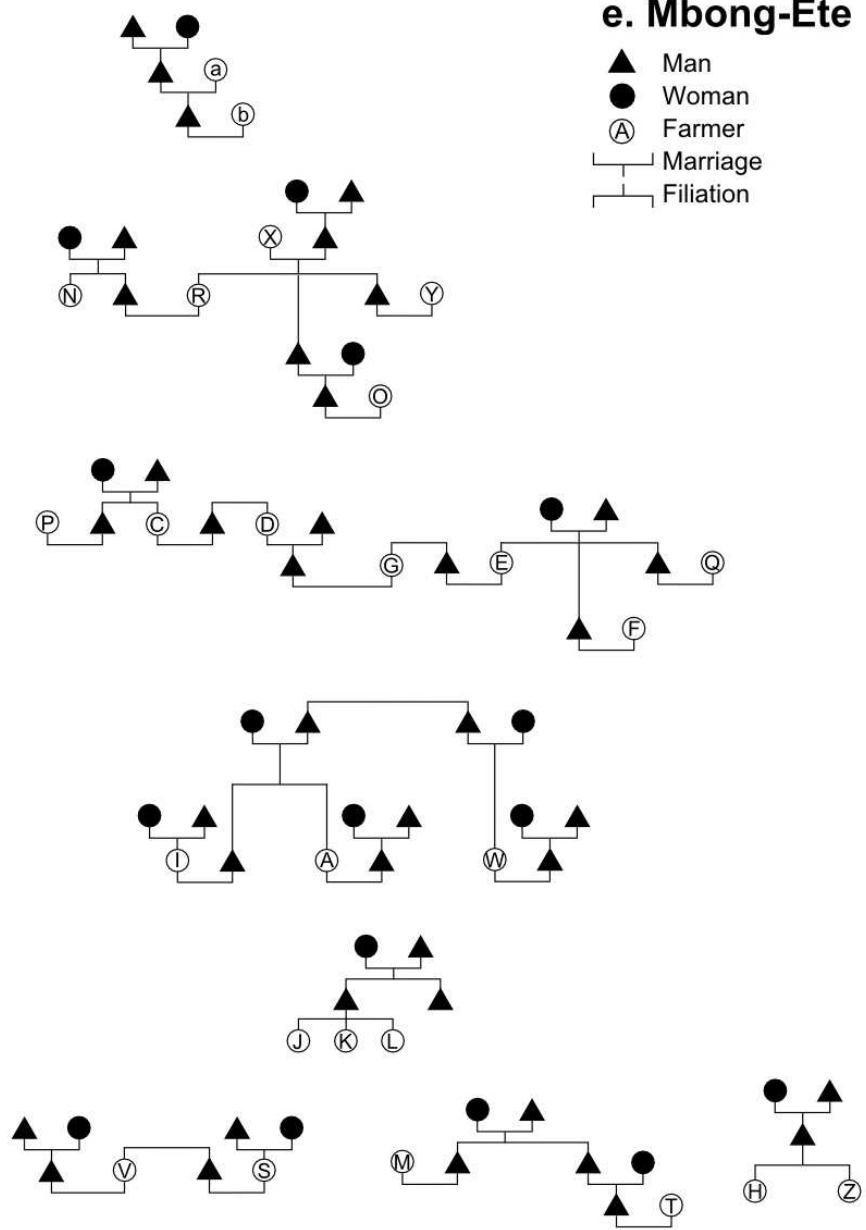 e. Mbong-Ete
Man
Woman
A Farmer
Marriage
Filiation
a
b
X
N R Y
O
P C D
G E Q
F
I A W
J K L
V S M
H Z
T